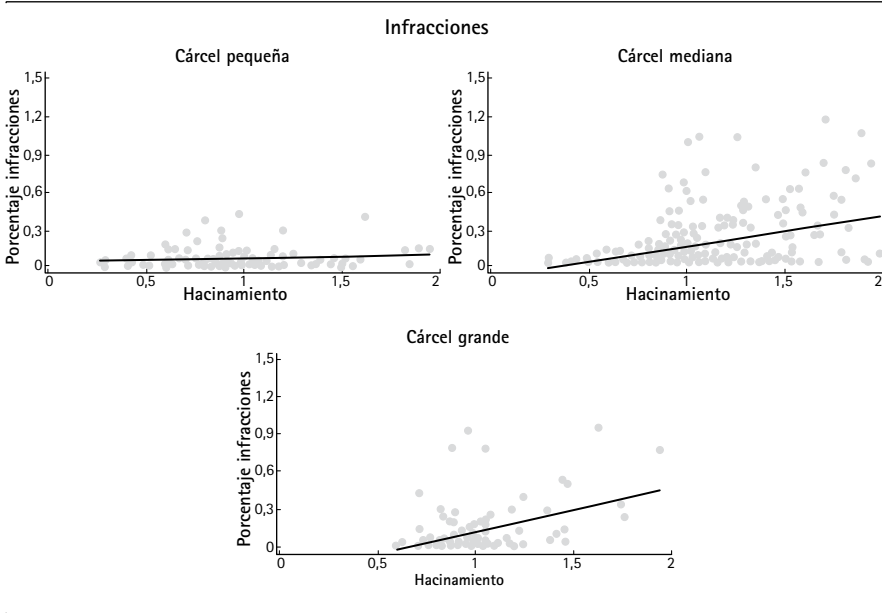 Infracciones
Cárcel pequeña
Porcentaje infracciones
1,5
1,2
0,9
0,6
0,3
0
0 0,5 1 1,5 2
Hacinamiento
Cárcel mediana
Porcentaje infracciones
1,5
1,2
0,9
0,6
0,3
0
0 0,5 1 1,5 2
Hacinamiento
Cárcel grande
Porcentaje infracciones
1,5
1,2
0,9
0,6
0,3
0
0 0,5 1 1,5 2
Hacinamiento